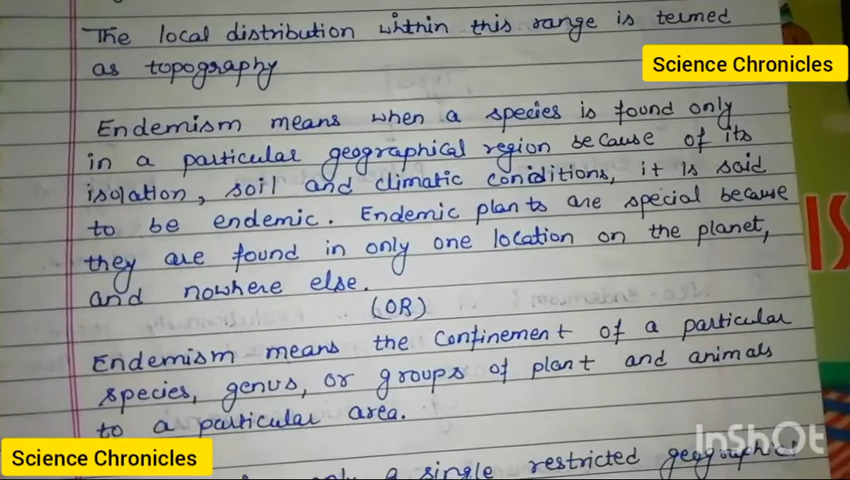 The local distribution within this range is termed
as topography
Science Chronicles
Endemism means when a species is found only
in a particular geographical region because of its
isolation, soil and climatic conditions, it is said
to be endemic. Endemic plants are special because
they are found in only one location on the planet,
and nowhere else.
(OR)
Endemism means the confinement of a particular
species, genus, or groups of plant and animals
to a particular area.
InShOt
Science Chronicles
only a single restricted geographical
IS